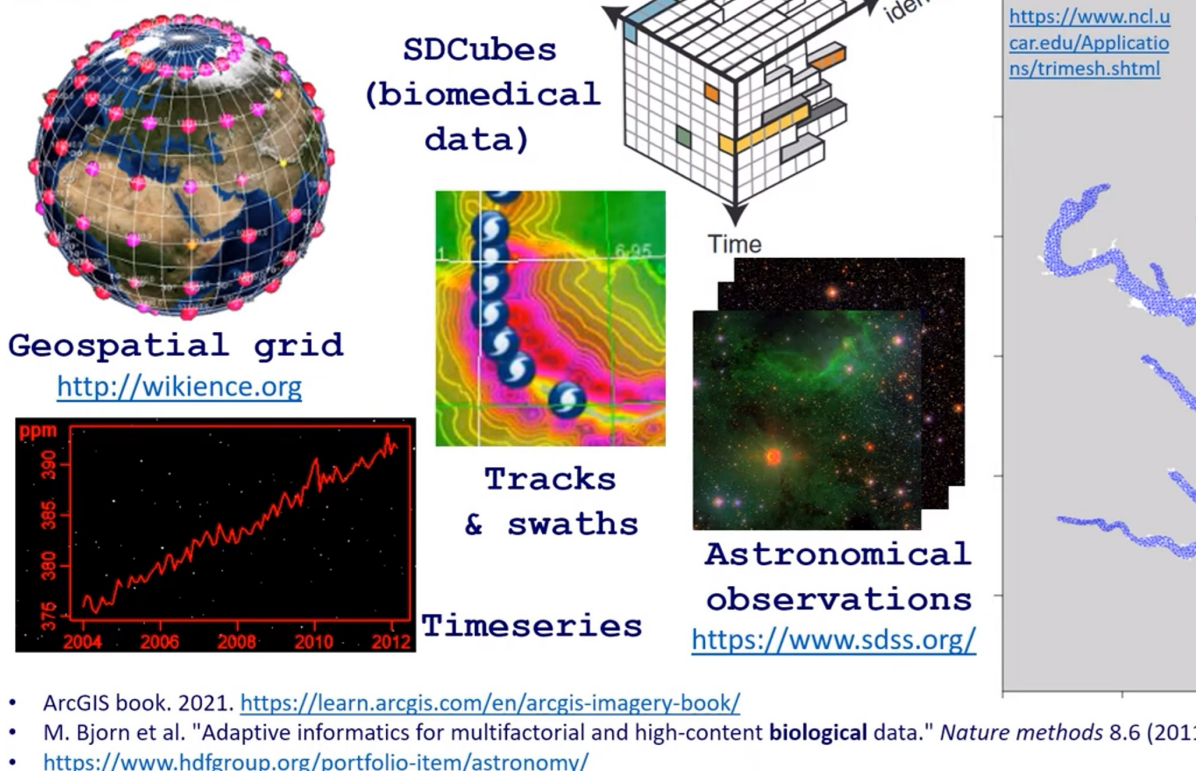 SDCubes
(biomedical
data)
Time
https://www.ncl.u
car.edu/Applicatio
ns/trimesh.shtml
6.95
Geospatial grid
http://wikience.org
ppm
390
385
380
375
2004 2006 2008 2010 2012
Timeseries
Tracks
& swaths
Astronomical
observations
https://www.sdss.org/
• ArcGIS book. 2021. https://learn.arcgis.com/en/arcgis-imagery-book/
• M. Bjorn et al. "Adaptive informatics for multifactorial and high-content biological data." Nature methods 8.6 (2011
• https://www.hdfgroup.org/portfolio-item/astronomy/